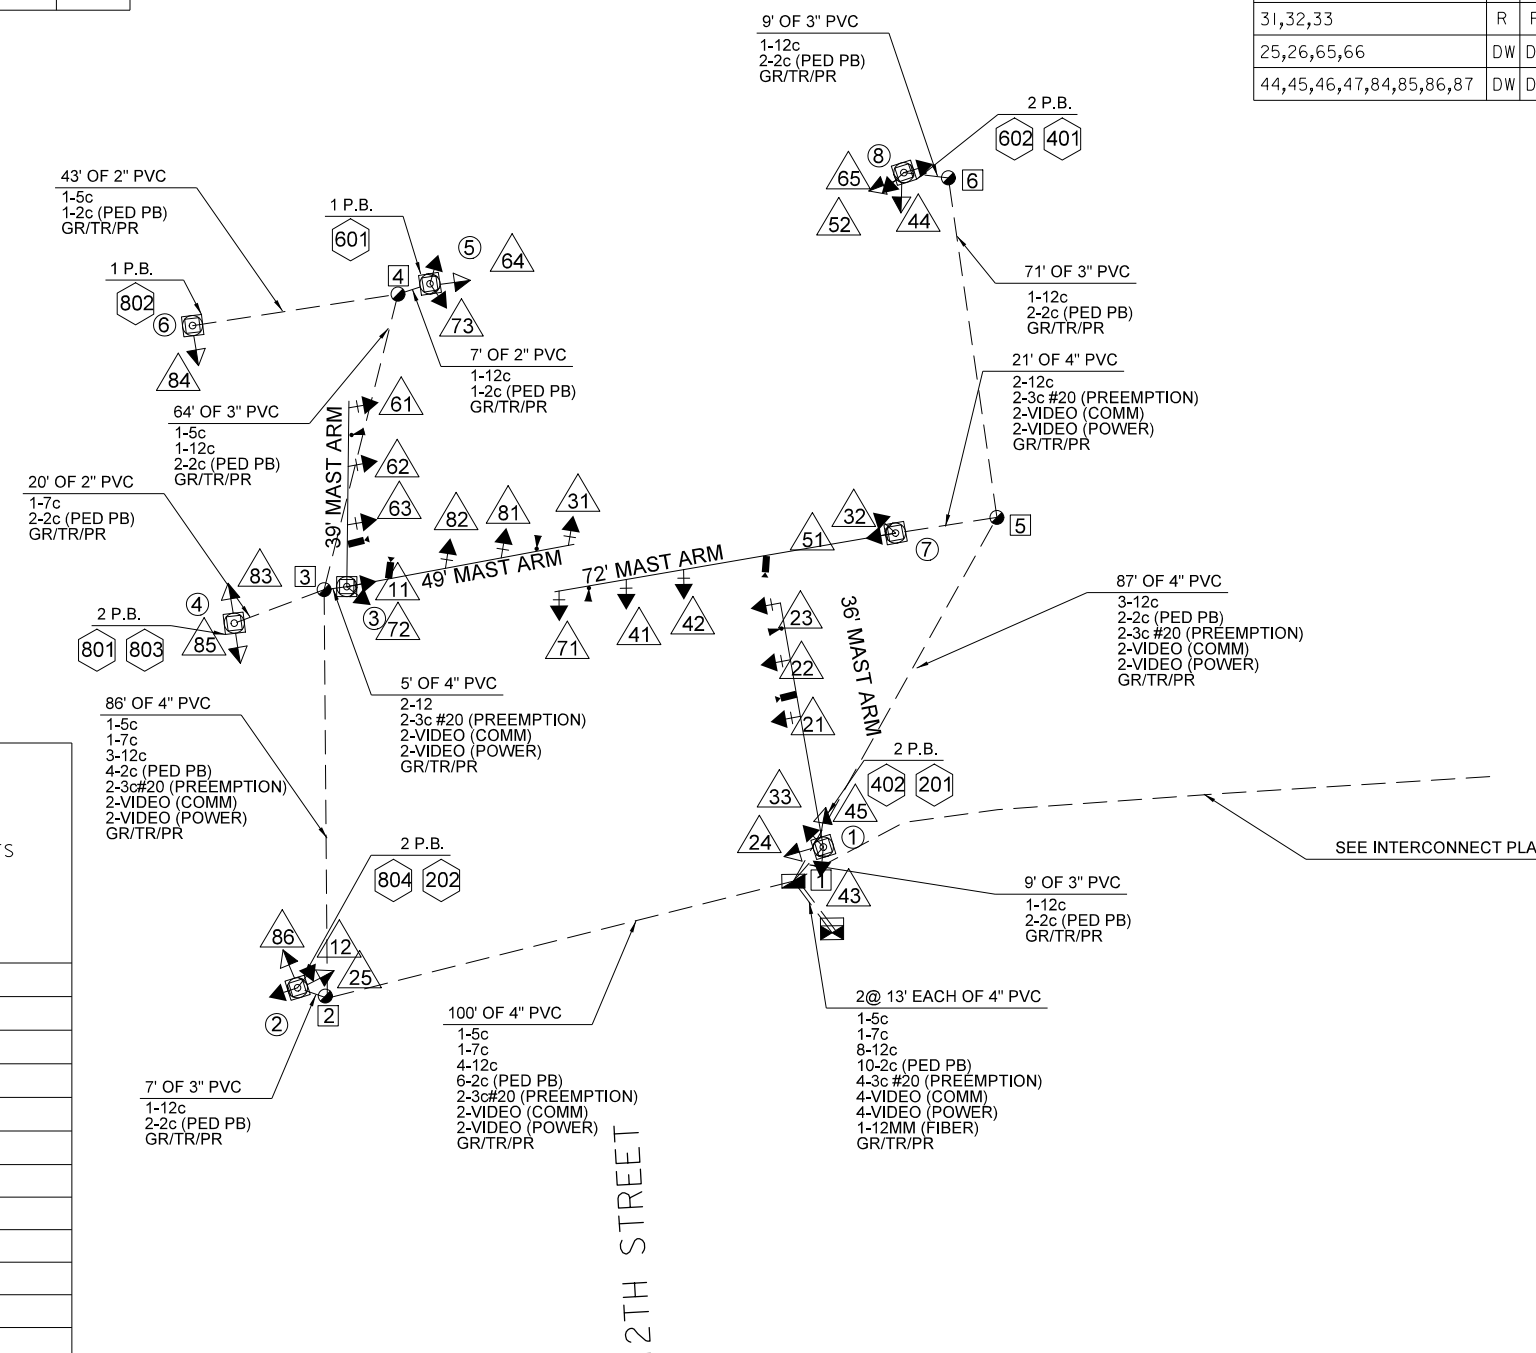 31,32,33 R
25,26,65,66 DW
44,45,46,47,84,85,86,87 DW
9' OF 3" PVC
1-12c
2-2c (PED PB)
GR/TR/PR
2 P.B.
602 401
8
6
65
52
44
43' OF 2" PVC
1-5c
1-2c (PED PB)
GR/TR/PR
1 P.B.
601
5
64
4
73
1 P.B.
802
6
84
7' OF 2" PVC
1-12c
1-2c (PED PB)
GR/TR/PR
71' OF 3" PVC
1-12c
2-2c (PED PB)
GR/TR/PR
21' OF 4" PVC
2-12c
2-3c #20 (PREEMPTION)
2-VIDEO (COMM)
2-VIDEO (POWER)
GR/TR/PR
64' OF 3" PVC
1-5c
1-12c
2-2c (PED PB)
GR/TR/PR
39' MAST ARM
61
62
63
20' OF 2" PVC
1-7c
2-2c (PED PB)
GR/TR/PR
82
81
31
49' MAST ARM
72' MAST ARM
51
32
7
5
83
3
11
3
72
4
2 P.B.
801 803
85
71
41
42
23
22
21
36' MAST ARM
87' OF 4" PVC
3-12c
2-2c (PED PB)
2-3c #20 (PREEMPTION)
2-VIDEO (COMM)
2-VIDEO (POWER)
GR/TR/PR
5' OF 4" PVC
2-12
2-3c #20 (PREEMPTION)
2-VIDEO (COMM)
2-VIDEO (POWER)
GR/TR/PR
86' OF 4" PVC
1-5c
1-7c
3-12c
4-2c (PED PB)
2-3c#20 (PREEMPTION)
2-VIDEO (COMM)
2-VIDEO (POWER)
GR/TR/PR
2 P.B.
402 201
33
45
24
1
1
43
SEE INTERCONNECT
9' OF 3" PVC
1-12c
2-2c (PED PB)
GR/TR/PR
2 P.B.
804 202
86
12
25
2
2
100' OF 4" PVC
1-5c
1-7c
4-12c
6-2c (PED PB)
2-3c#20 (PREEMPTION)
2-VIDEO (COMM)
2-VIDEO (POWER)
GR/TR/PR
2@ 13' EACH OF 4" PVC
1-5c
1-7c
8-12c
10-2c (PED PB)
4-3c #20 (PREEMPTION)
4-VIDEO (COMM)
4-VIDEO (POWER)
1-12MM (FIBER)
GR/TR/PR
7' OF 3" PVC
1-12c
2-2c (PED PB)
GR/TR/PR
2TH STREET